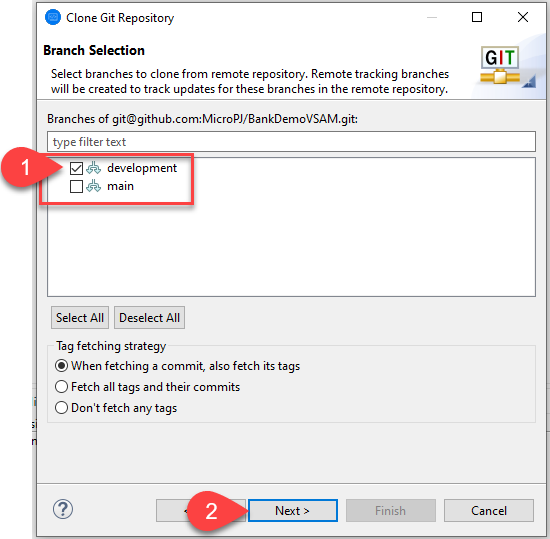 Clone Git Repository
Branch Selection
Select branches to clone from remote repository. Remote tracking branches
will be created to track updates for these branches in the remote repository.
GIT
Branches of git@github.com:MicroPJ/BankDemoVSAM.git:
type filter text
1
development
main
Select All
Deselect All
Tag fetching strategy
When fetching a commit, also fetch its tags
Fetch all tags and their commits
Don't fetch any tags
?
2
Next >
Finish
Cancel